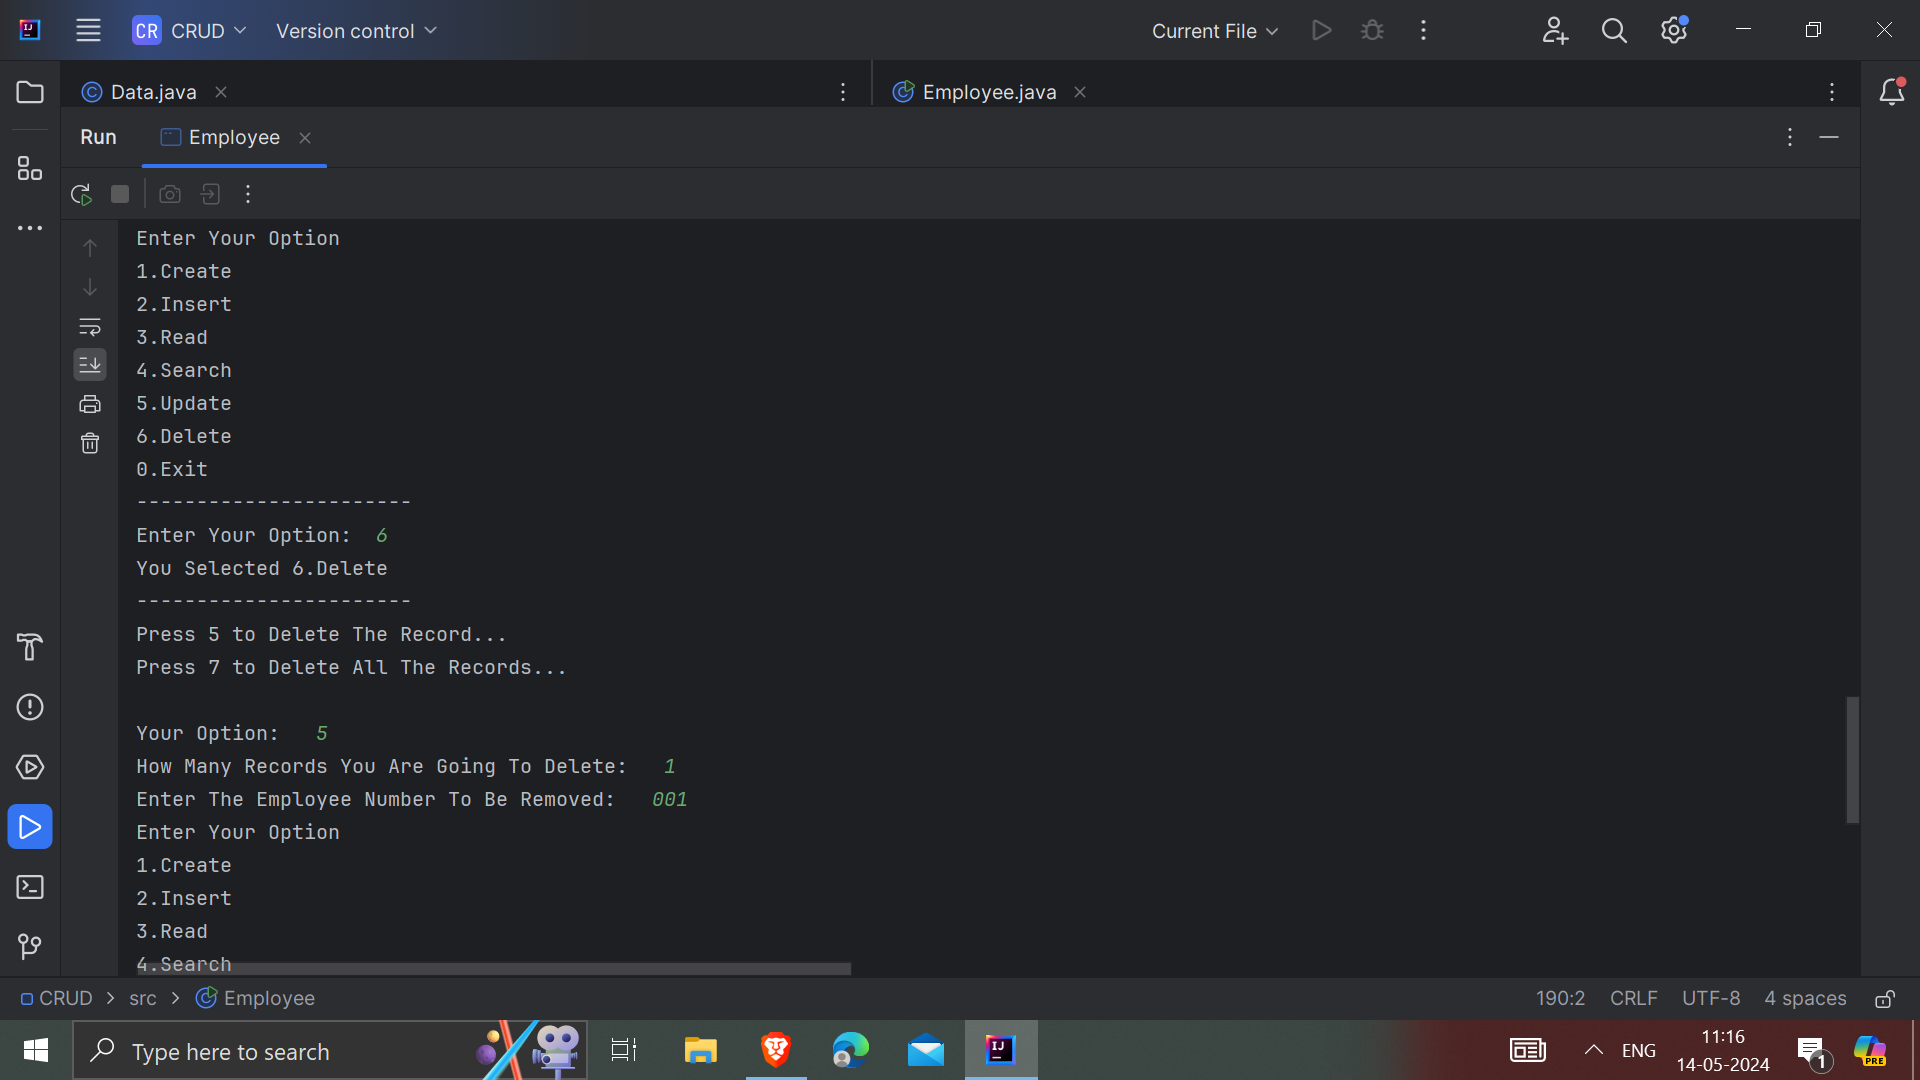 CR CRUD Version control Current File
Data.java Employee.java
Run Employee
Enter Your Option
1.Create
2.Insert
3.Read
4.Search
5.Update
6.Delete
0.Exit
-----------------------
Enter Your Option:  6
You Selected 6.Delete
-----------------------
Press 5 to Delete The Record...
Press 7 to Delete All The Records...
Your Option:   5
How Many Records You Are Going To Delete:   1
Enter The Employee Number To Be Removed:   001
Enter Your Option
1.Create
2.Insert
3.Read
4.Search
CRUD > src > Employee 190:2 CRLF UTF-8 4 spaces
Type here to search
ENG
11:16
14-05-2024
1
PRE
IJ